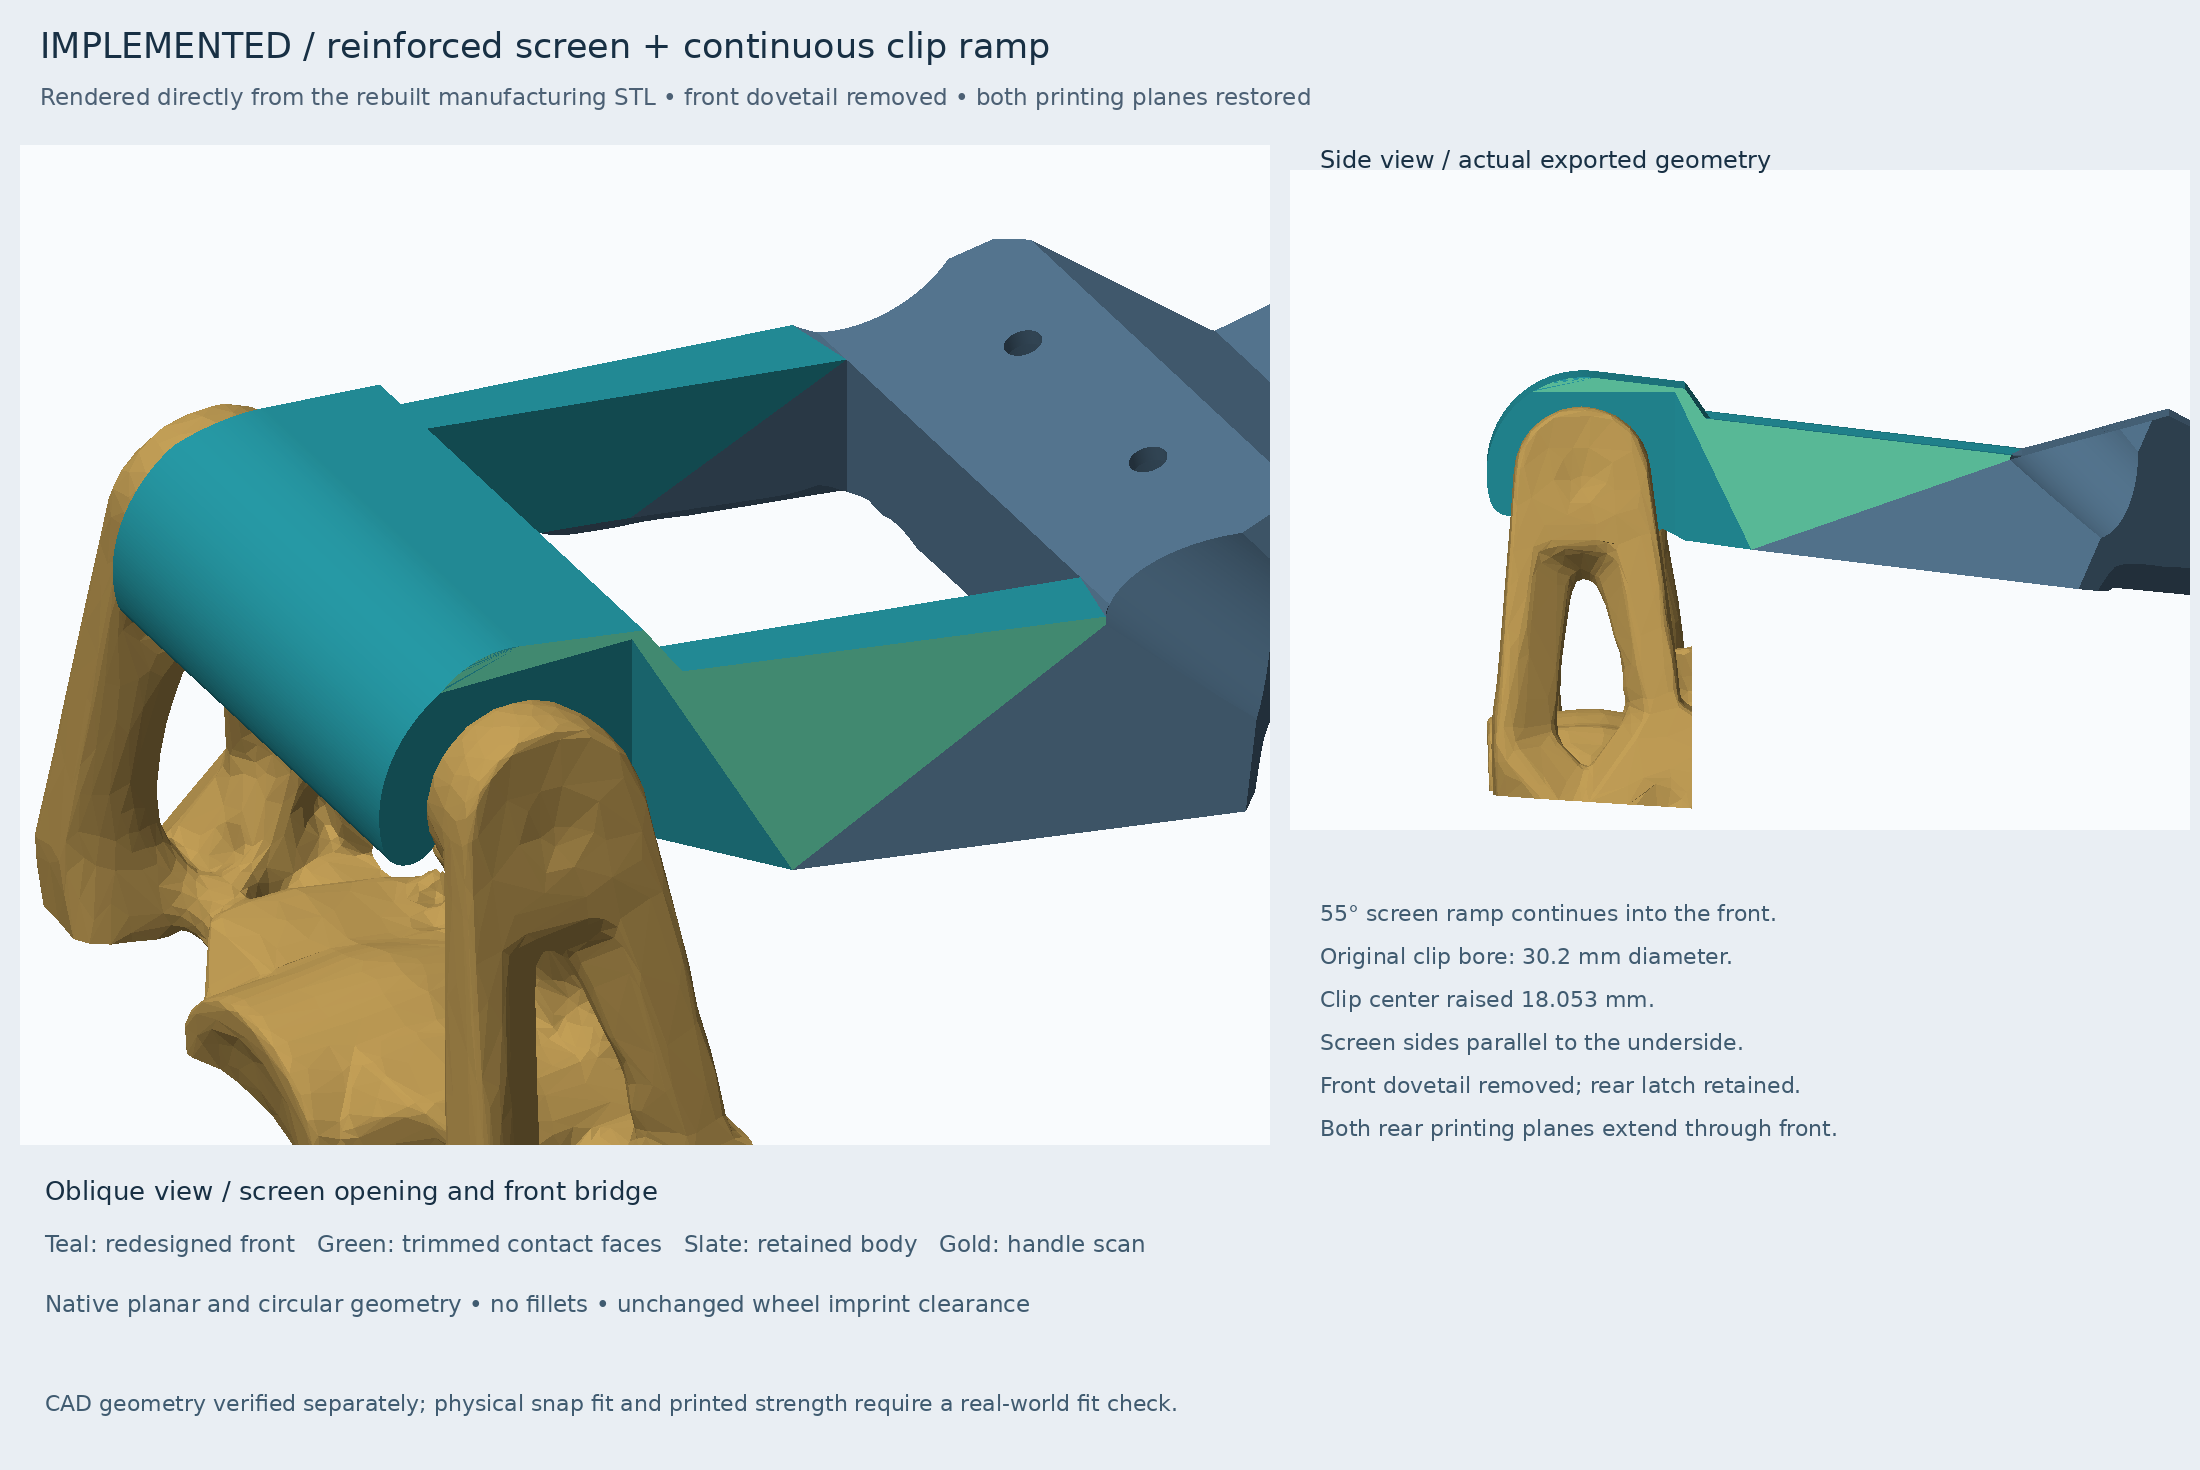 IMPLEMENTED / reinforced screen + continuous clip ramp
Rendered directly from the rebuilt manufacturing STL • front dovetail removed • both printing planes restored
Side view / actual exported geometry
55° screen ramp continues into the front.
Original clip bore: 30.2 mm diameter.
Clip center raised 18.053 mm.
Screen sides parallel to the underside.
Front dovetail removed; rear latch retained.
Both rear printing planes extend through front.
Oblique view / screen opening and front bridge
Teal: redesigned front   Green: trimmed contact faces   Slate: retained body   Gold: handle scan
Native planar and circular geometry • no fillets • unchanged wheel imprint clearance
CAD geometry verified separately; physical snap fit and printed strength require a real-world fit check.